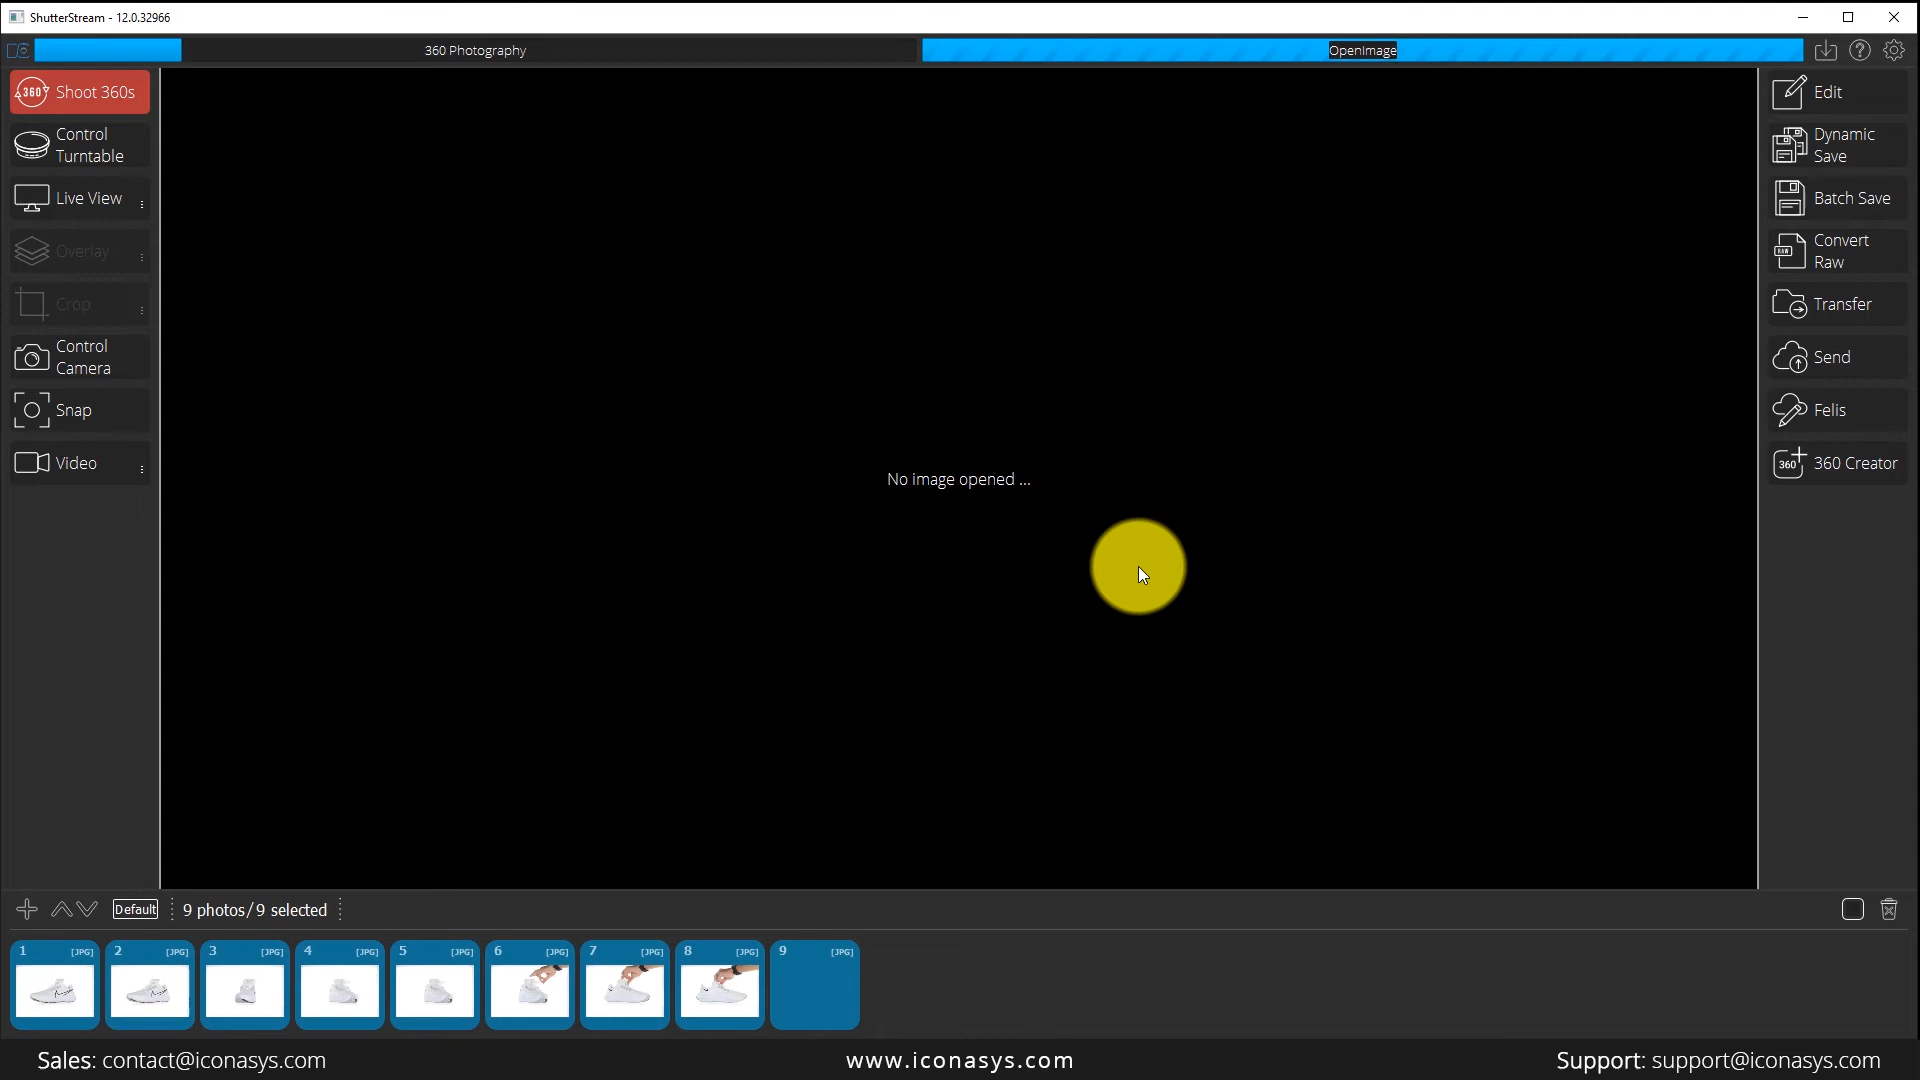 ShutterStream - 12.0.32966
360 Photography
OpenImage
360
Shoot 360s
Control
Turntable
Live View
Overlay
Crop
Control
Camera
Snap
Video
No image opened ...
Edit
Dynamic
Save
Batch Save
RAW
Convert
Raw
Transfer
Send
Felis
360
360 Creator
Default
9 photos/9 selected
1 [JPG]
2 [JPG]
3 [JPG]
4 [JPG]
5 [JPG]
6 [JPG]
7 [JPG]
8 [JPG]
9 [JPG]
Sales: contact@iconasys.com
www.iconasys.com
Support: support@iconasys.com